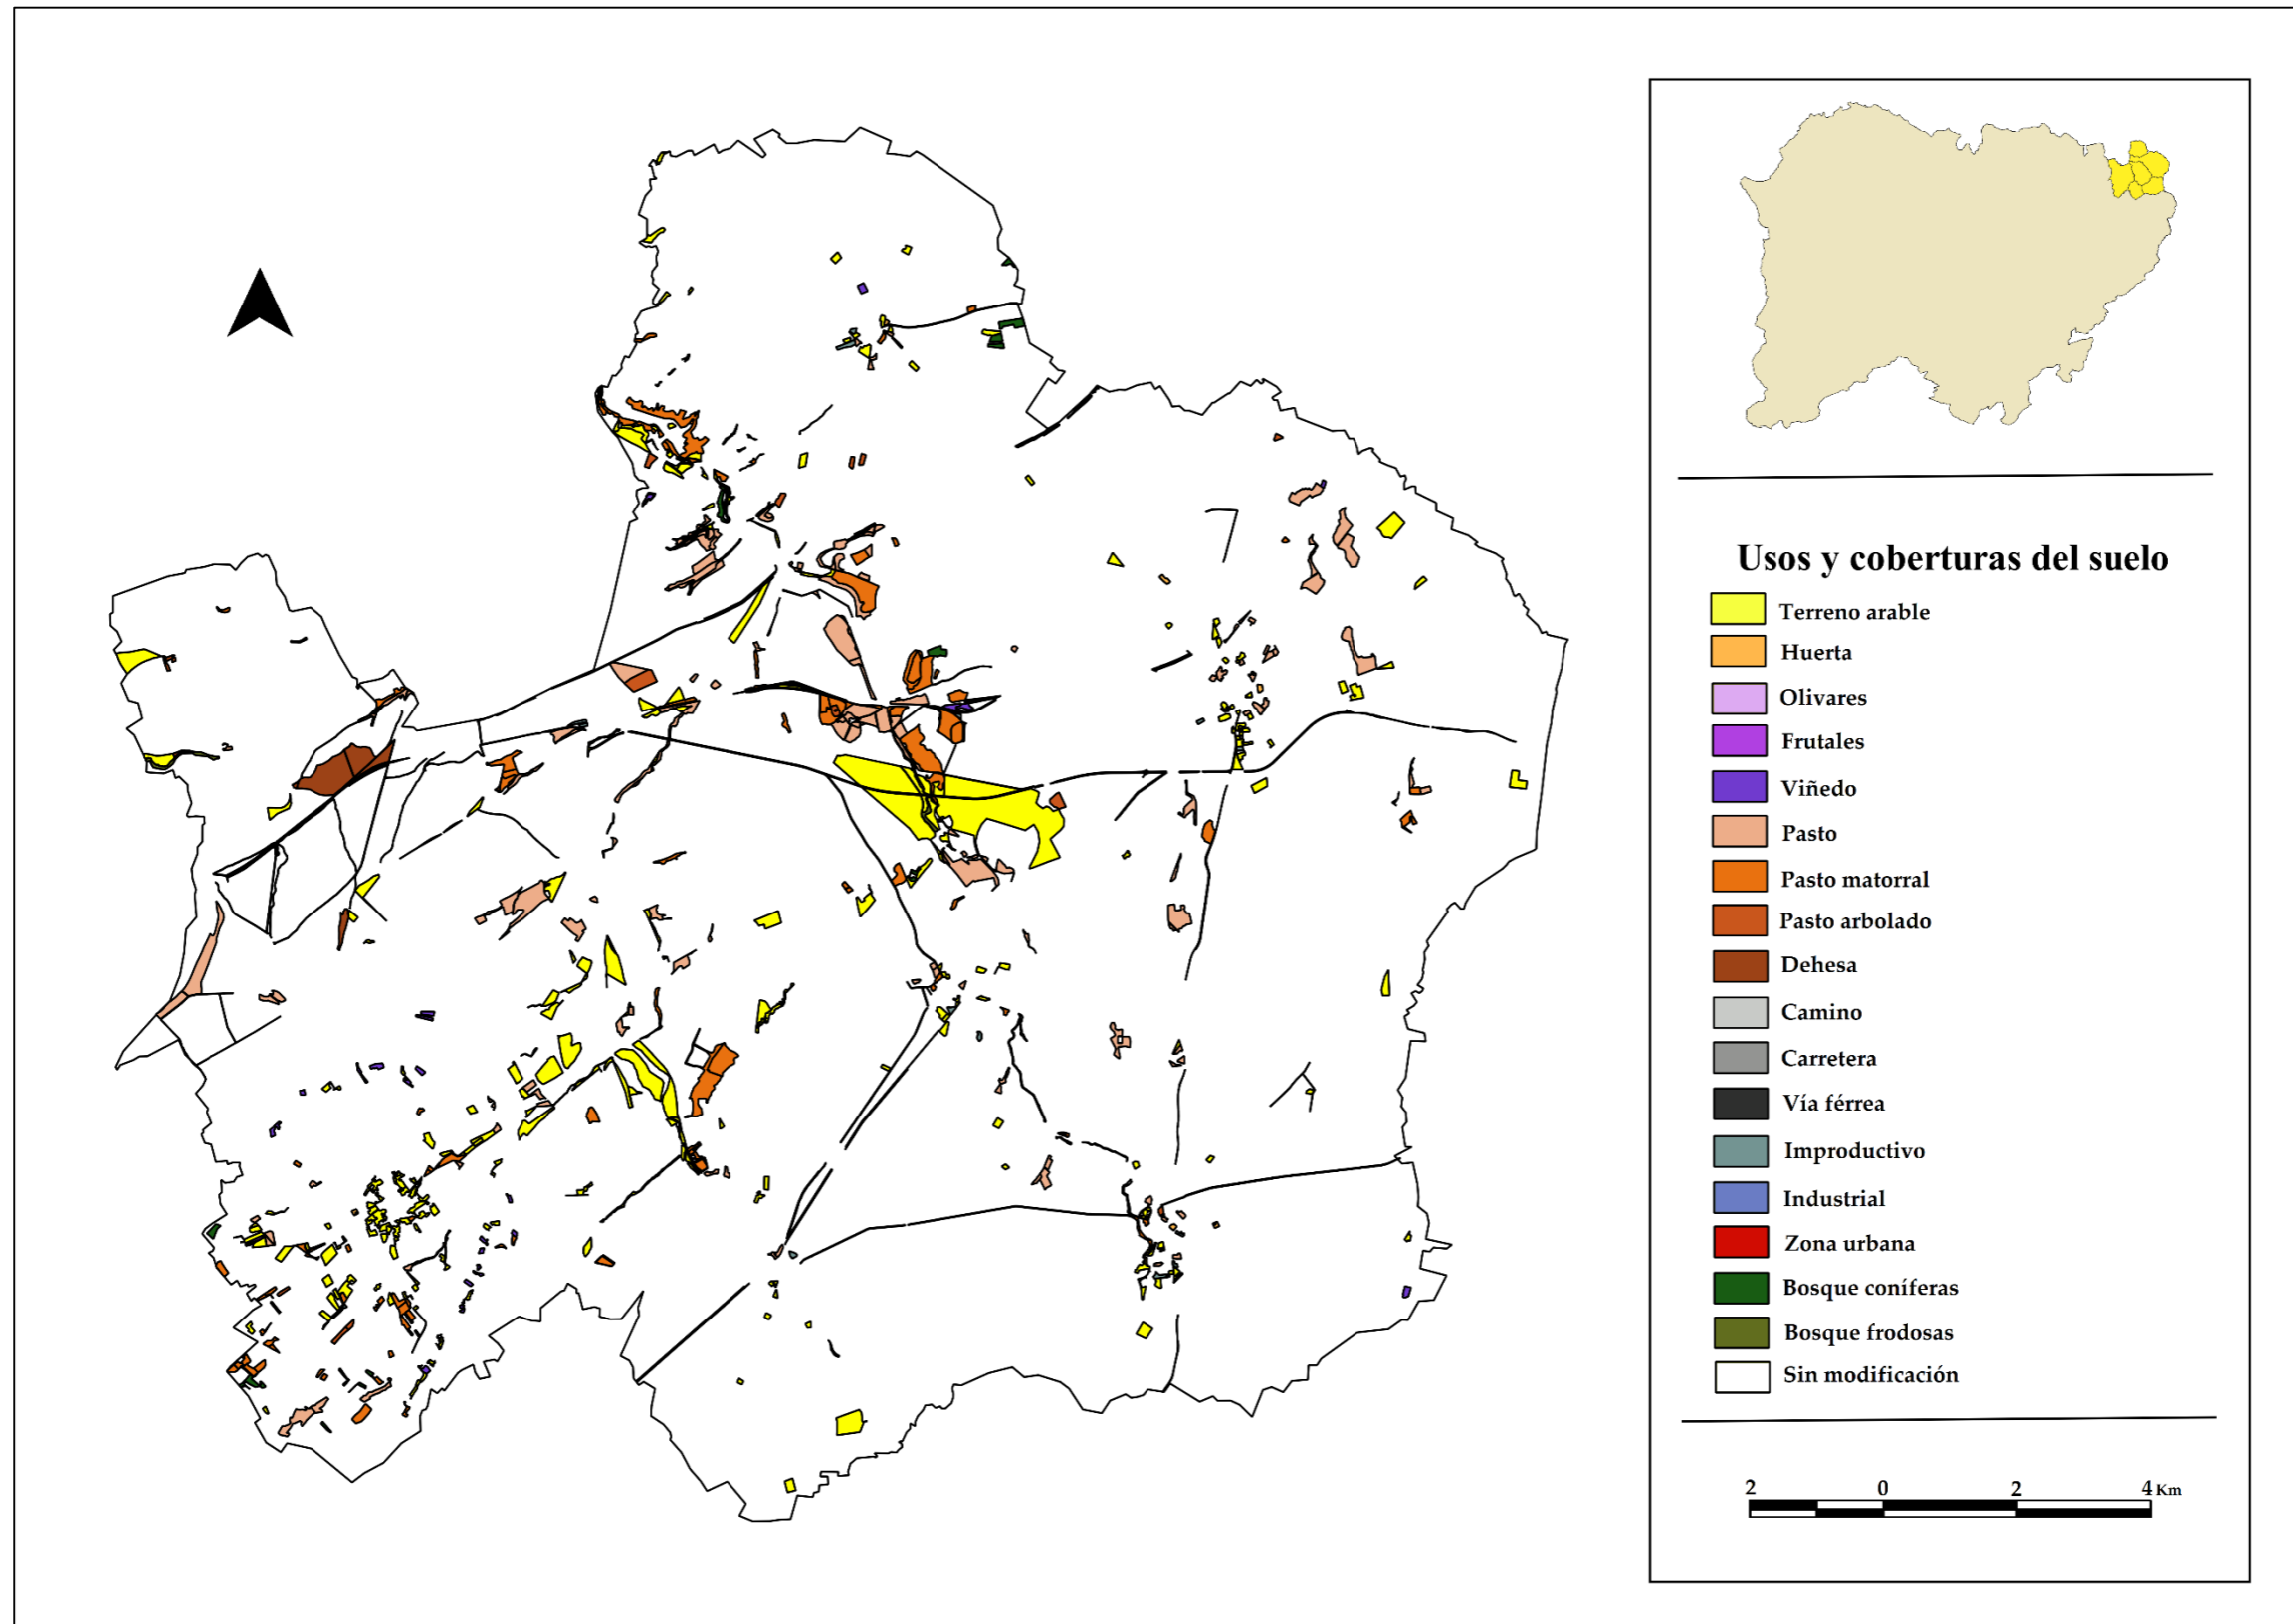 Usos y coberturas del suelo
Terreno arable
Huerta
Olivares
Frutales
Viñedo
Pasto
Pasto matorral
Pasto arbolado
Dehesa
Camino
Carretera
Vía férrea
Improductivo
Industrial
Zona urbana
Bosque coníferas
Bosque frodosas
Sin modificación
2 0 2 4 Km